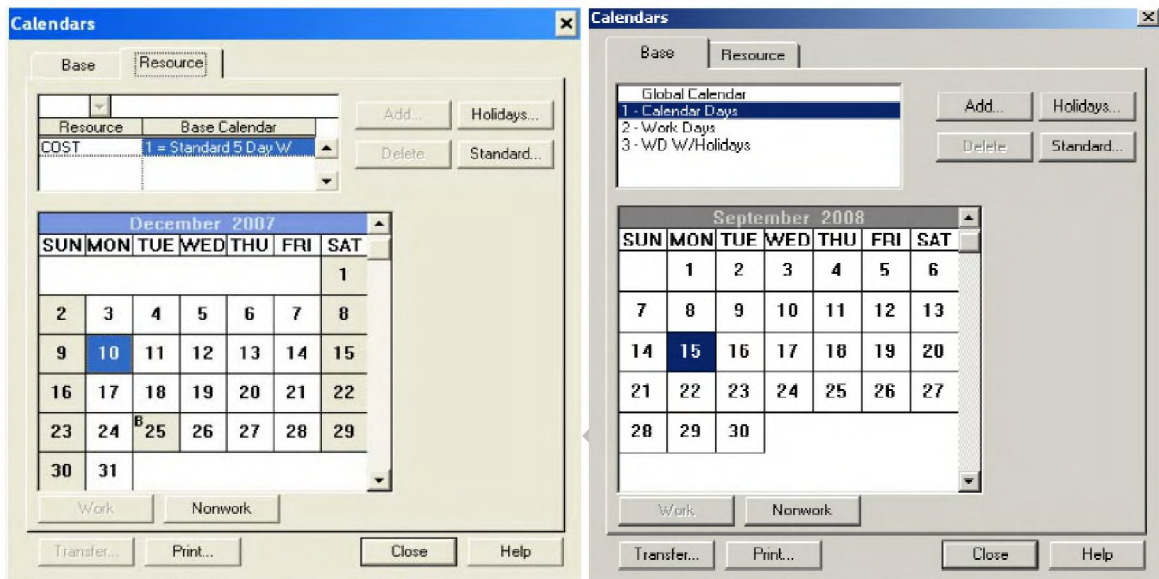 Calendars
Base Resource
Add... Holidays...
Resource Base Calendar
COST 1 = Standard 5 Day W
Delete Standard...
December 2007
SUN MON TUE WED THU FRI SAT
1
2 3 4 5 6 7 8
9 10 11 12 13 14 15
16 17 18 19 20 21 22
23 24 B 25 26 27 28 29
30 31
Work Nonwork
Transfer... Print... Close Help
Calendars
Base Resource
Global Calendar
1 - Calendar Days
2 - Work Days
3 - WD W/Holidays
Add... Holidays...
Delete Standard...
September 2008
SUN MON TUE WED THU FRI SAT
1 2 3 4 5 6
7 8 9 10 11 12 13
14 15 16 17 18 19 20
21 22 23 24 25 26 27
28 29 30
Work Nonwork
Transfer... Print... Close Help